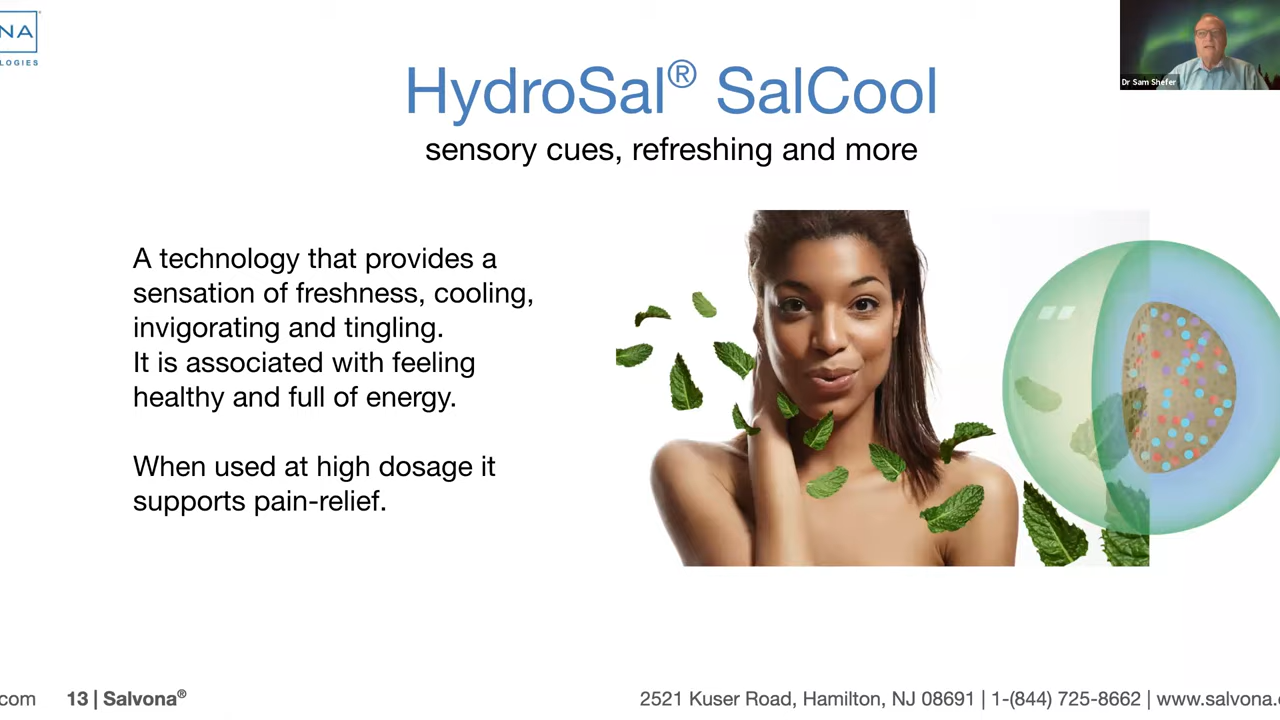 NA
LOGIES
Dr Sam Shefer
HydroSal® SalCool
sensory cues, refreshing and more
A technology that provides a
sensation of freshness, cooling,
invigorating and tingling.
It is associated with feeling
healthy and full of energy.
When used at high dosage it
supports pain-relief.
com 13 | Salvona®
2521 Kuser Road, Hamilton, NJ 08691 | 1-(844) 725-8662 | www.salvona.